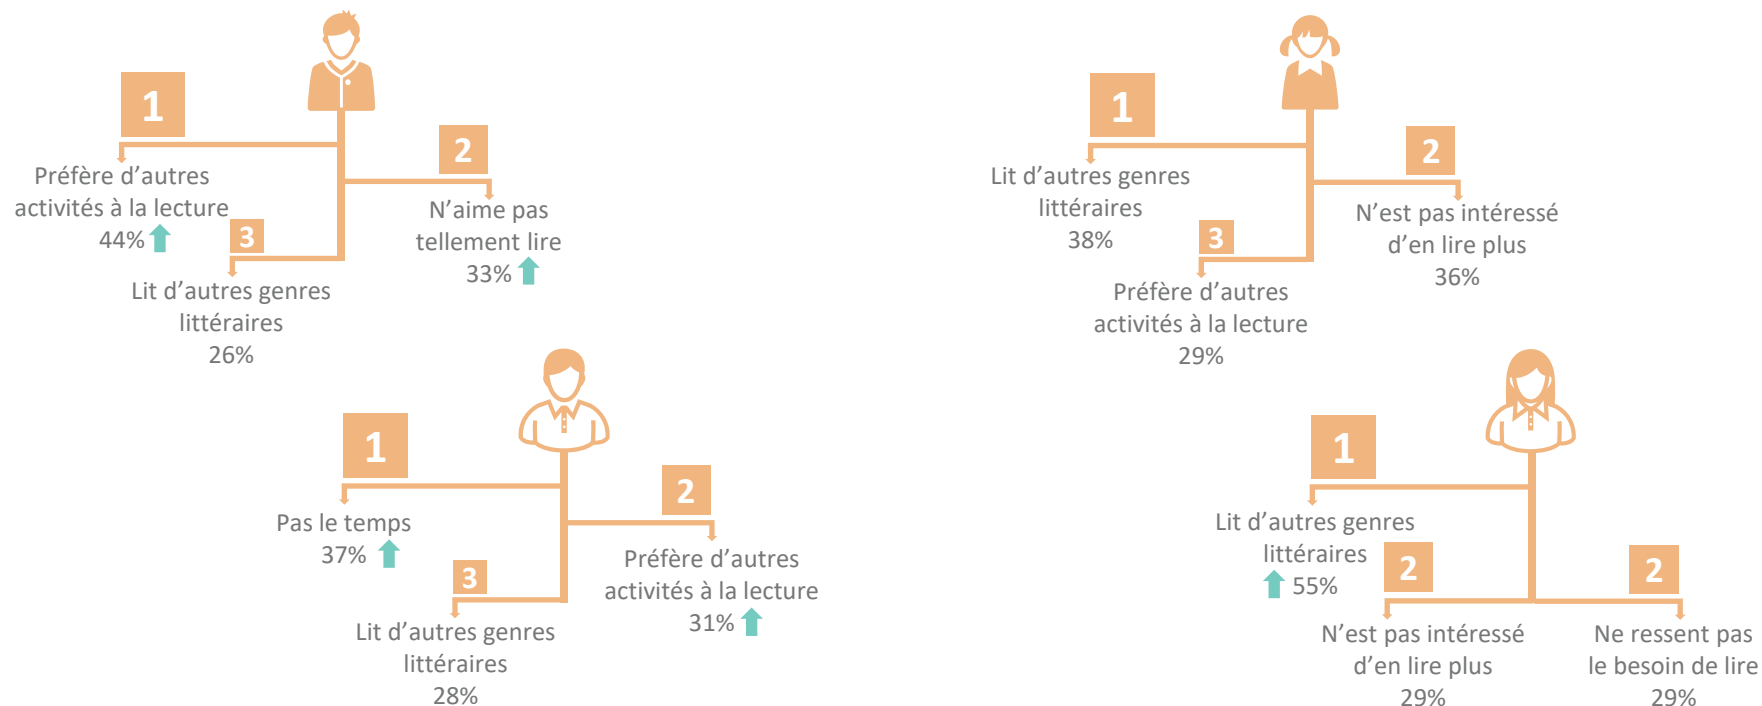 1
Préfère d'autres
activités à la lecture
44%
2
N'aime pas
tellement lire
33%
3
Lit d'autres genres
littéraires
26%
1
Lit d'autres genres
littéraires
38%
2
N'est pas intéressé
d'en lire plus
36%
3
Préfère d'autres
activités à la lecture
29%
1
Pas le temps
37%
2
Préfère d'autres
activités à la lecture
31%
3
Lit d'autres genres
littéraires
28%
1
Lit d'autres genres
littéraires
55%
2
N'est pas intéressé
d'en lire plus
29%
2
Ne ressent pas
le besoin de lire
29%